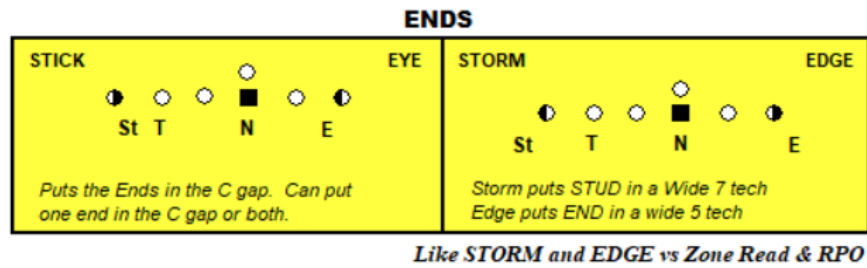 ENDS
STICK EYE
St T N E
Puts the Ends in the C gap. Can put
one end in the C gap or both.
STORM EDGE
St T N E
Storm puts STUD in a Wide 7 tech
Edge puts END in a wide 5 tech
Like STORM and EDGE vs Zone Read & RPO